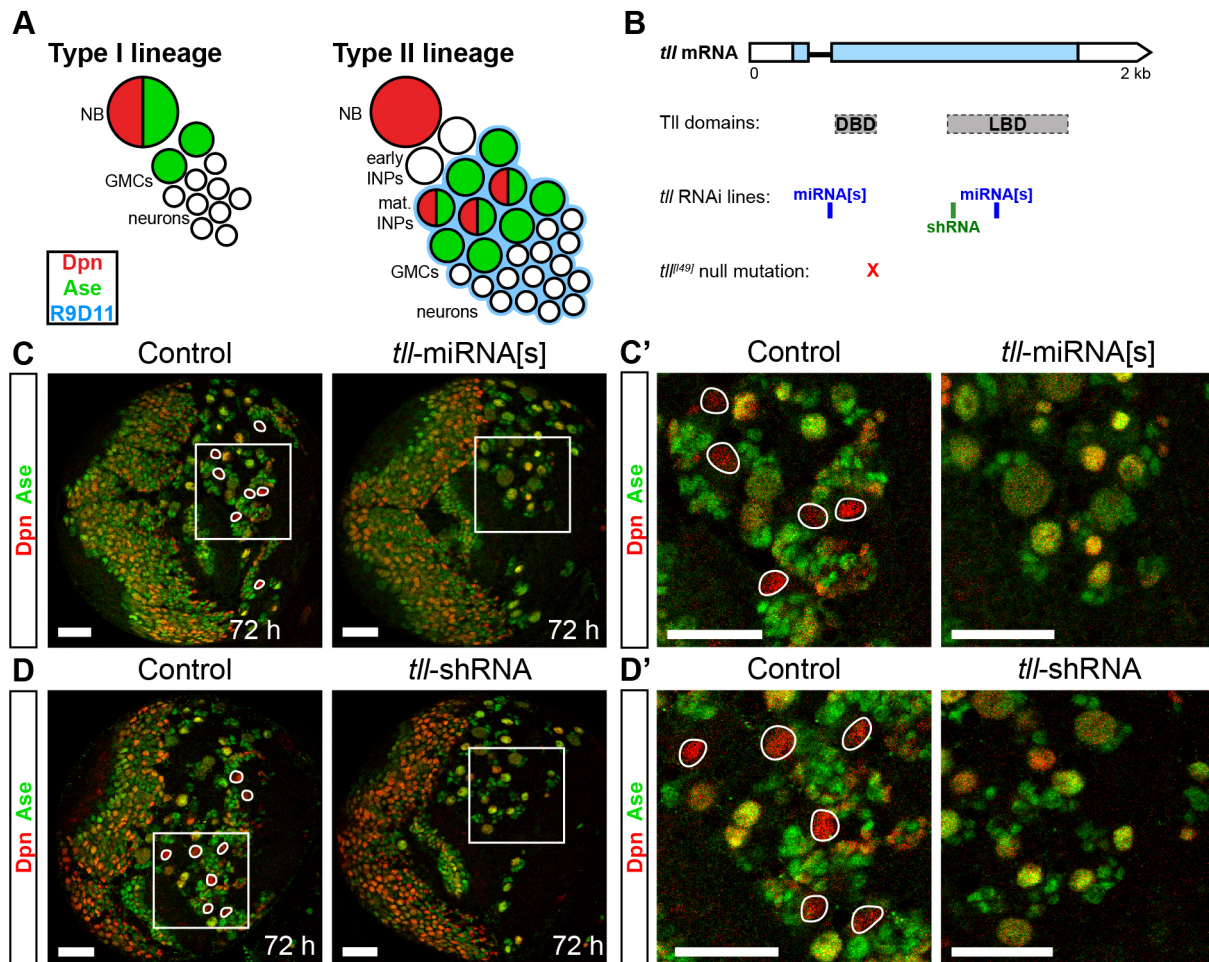 A
Type I lineage
NB
GMCs
neurons
Dpn
Ase
R9D11
Type II lineage
NB
early
INPs
mat.
INPs
GMCs
neurons
B
tll mRNA
0
2 kb
Tll domains:
DBD
LBD
tll RNAi lines:
miRNA[s]
miRNA[s]
shRNA
tll[l49] null mutation:
X
C
Control
tll-miRNA[s]
Dpn Ase
72 h
72 h
C’
Control
tll-miRNA[s]
Dpn Ase
D
Control
tll-shRNA
Dpn Ase
72 h
72 h
D’
Control
tll-shRNA
Dpn Ase